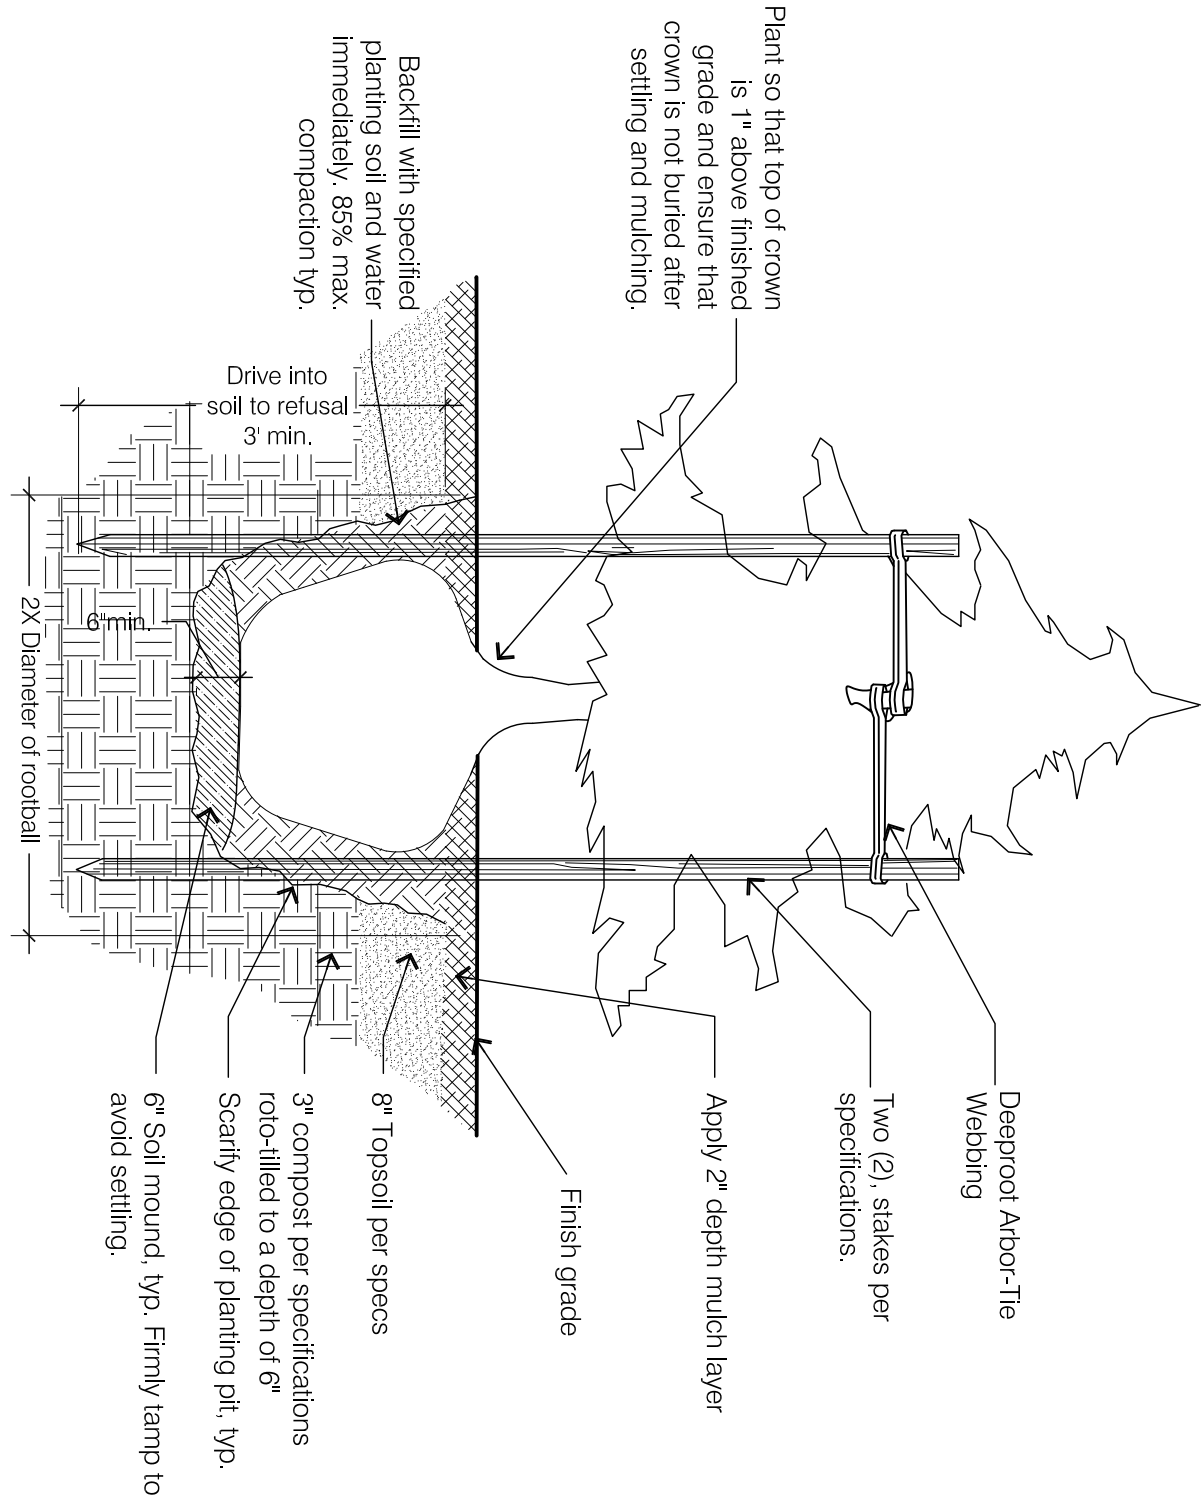 Plant so that top of crown
is 1" above finished
grade and ensure that
crown is not buried after
settling and mulching.
Backfill with specified
planting soil and water
immediately. 85% max.
compaction typ.
Drive into
soil to refusal
3' min.
6"min.
2X Diameter of rootball
Deeproot Arbor-Tie
Webbing
Two (2), stakes per
specifications.
Apply 2" depth mulch layer
Finish grade
8" Topsoil per specs
3" compost per specifications
roto-tilled to a depth of 6"
Scarify edge of planting pit, typ.
6" Soil mound, typ. Firmly tamp to
avoid settling.